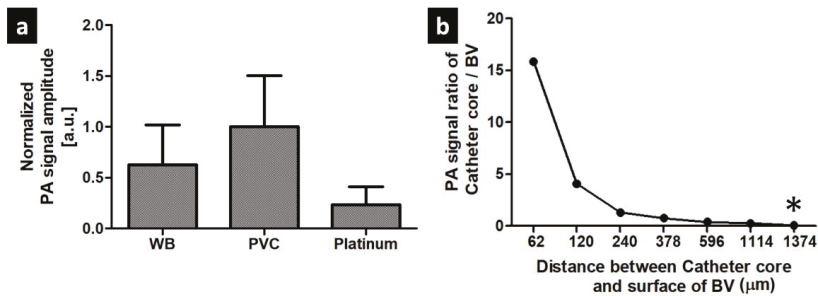 a
Normalized
PA signal amplitude
[a.u.]
2.0
1.5
1.0
0.5
0.0
WB PVC Platinum
b
PA signal ratio of
Catheter core / BV
20
15
10
5
0
*
62 120 240 378 596 1114 1374
Distance between Catheter core
and surface of BV (μm)